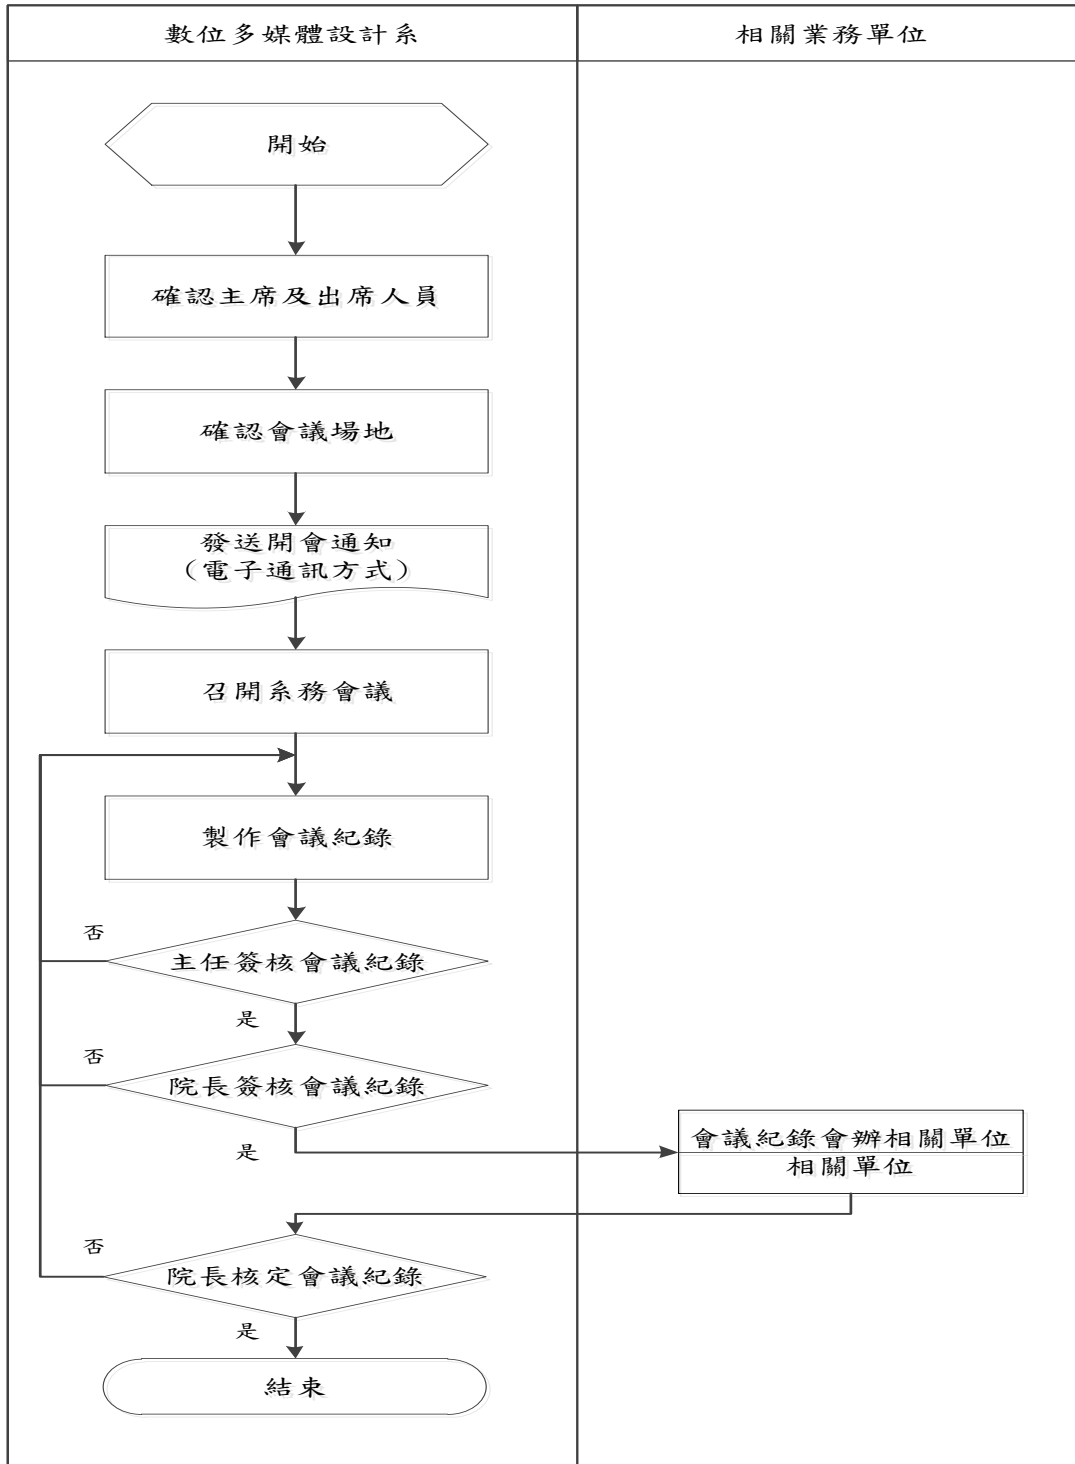 數位多媒體設計系
相關業務單位
開始
確認主席及出席人員
確認會議場地
發送開會通知
（電子通訊方式）
召開系務會議
製作會議紀錄
否
主任簽核會議紀錄
是
否
院長簽核會議紀錄
是
會議紀錄會辦相關單位
相關單位
否
院長核定會議紀錄
是
結束